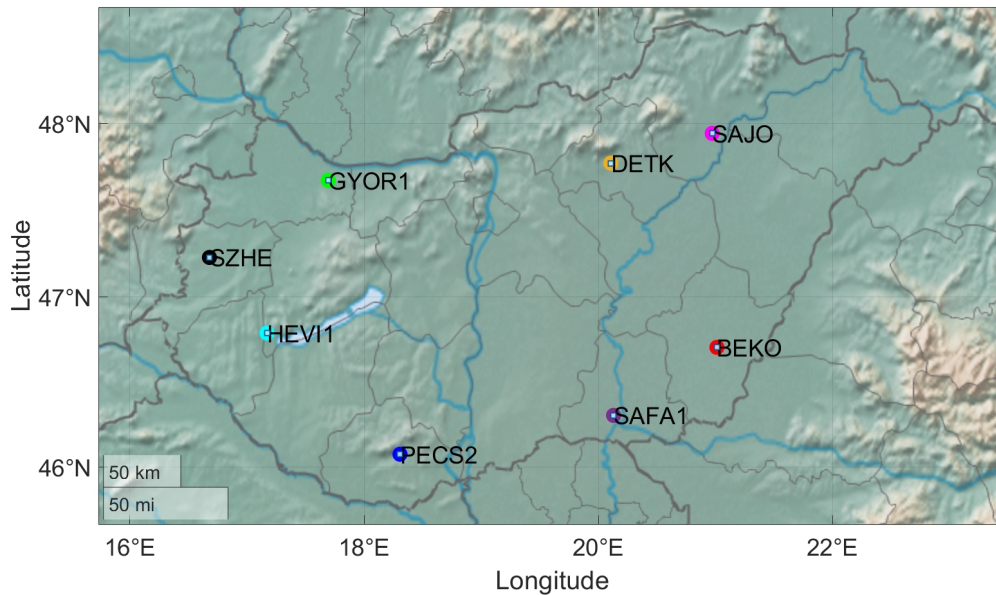 48°N
47°N
46°N
Latitude
SAJO
DETK
GYOR1
SZHE
HEVI1
BEKO
SAFA1
PECS2
50 km
50 mi
16°E
18°E
20°E
22°E
Longitude